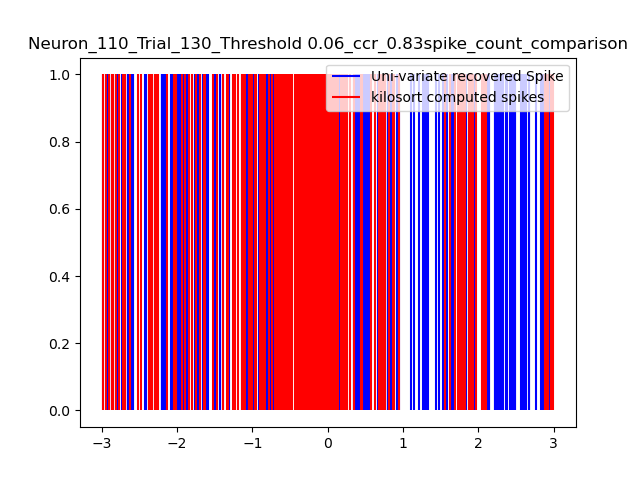 Neuron_110_Trial_130_Threshold 0.06_ccr_0.83spike_count_comparison
Uni-variate recovered Spike
kilosort computed spikes
1.0
0.8
0.6
0.4
0.2
0.0
−3 −2 −1 0 1 2 3